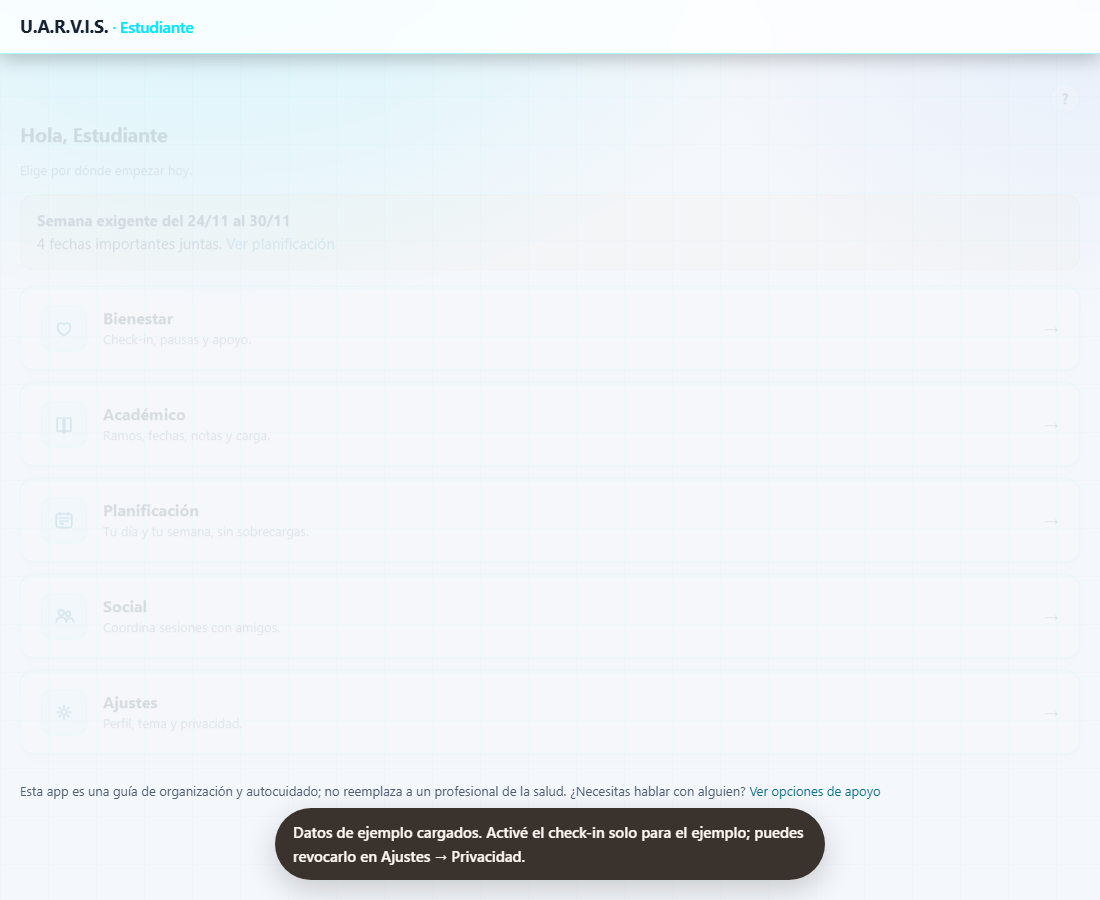 U.A.R.V.I.S. · Estudiante
?
Hola, Estudiante
Elige por dónde empezar hoy.
Semana exigente del 24/11 al 30/11
4 fechas importantes juntas. Ver planificación
Bienestar
Check-in, pausas y apoyo.
→
Académico
Ramos, fechas, notas y carga.
→
Planificación
Tu día y tu semana, sin sobrecargas.
→
Social
Coordina sesiones con amigos.
→
Ajustes
Perfil, tema y privacidad.
→
Esta app es una guía de organización y autocuidado; no reemplaza a un profesional de la salud. ¿Necesitas hablar con alguien? Ver opciones de apoyo
Datos de ejemplo cargados. Activé el check-in solo para el ejemplo; puedes
revocarlo en Ajustes → Privacidad.